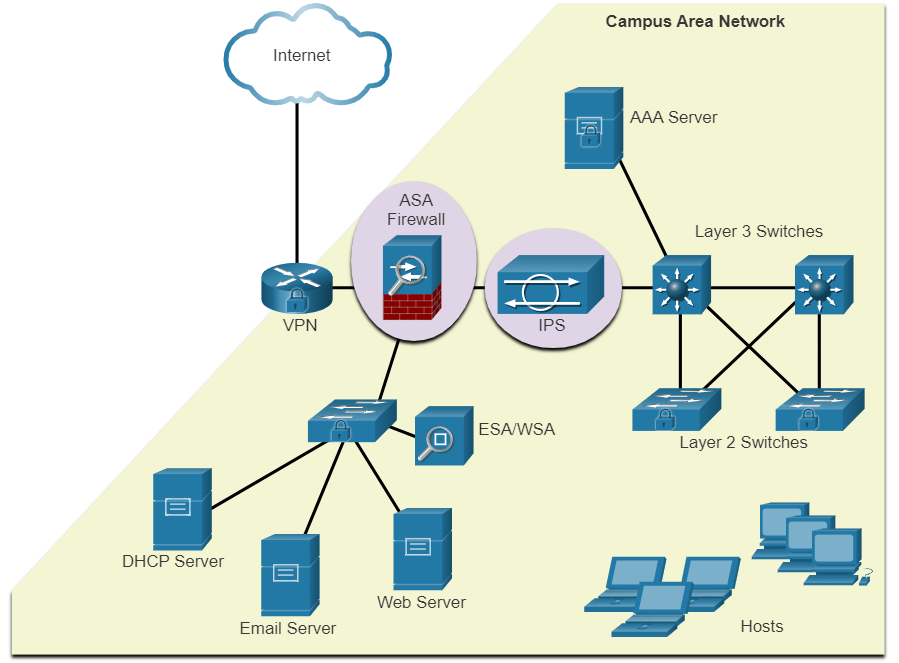 Campus Area Network
Internet
AAA Server
ASA
Firewall
Layer 3 Switches
VPN
IPS
ESA/WSA
Layer 2 Switches
DHCP Server
Web Server
Email Server
Hosts